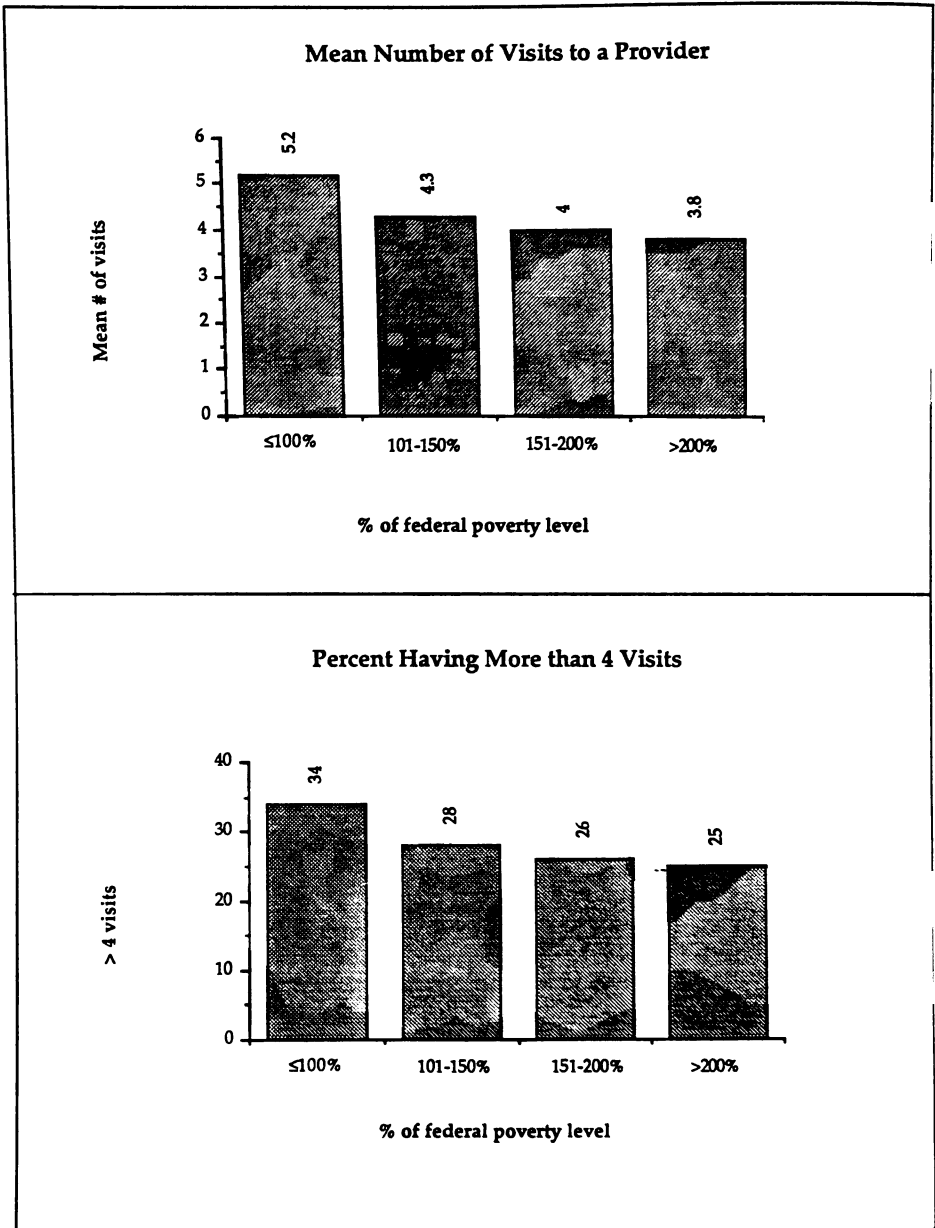 Mean Number of Visits to a Provider
Mean # of visits
6
5
4
3
2
1
0
5.2
4.3
4
3.8
≤100% 101-150% 151-200% >200%
% of federal poverty level
Percent Having More than 4 Visits
> 4 visits
40
30
20
10
0
34
28
26
25
≤100% 101-150% 151-200% >200%
% of federal poverty level